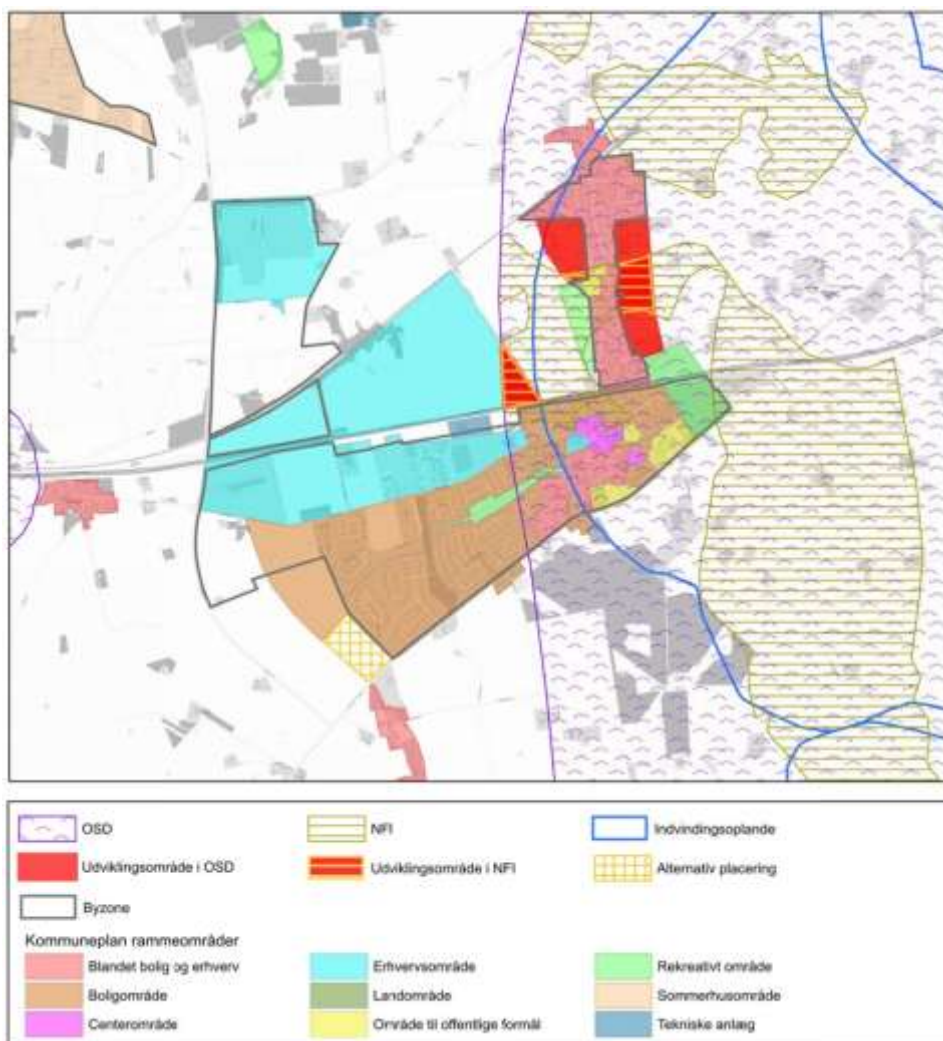 OSD
NFI
Indvindingsoplande
Udviklingsområde i OSD
Udviklingsområde i NFI
Alternativ placering
Byzone
Kommuneplan rammeområder
Blandet bolig og erhverv
Erhvervsområde
Rekreativt område
Boligområde
Landområde
Sommerhusområde
Centerområde
Område til offentlige formål
Tekniske anlæg